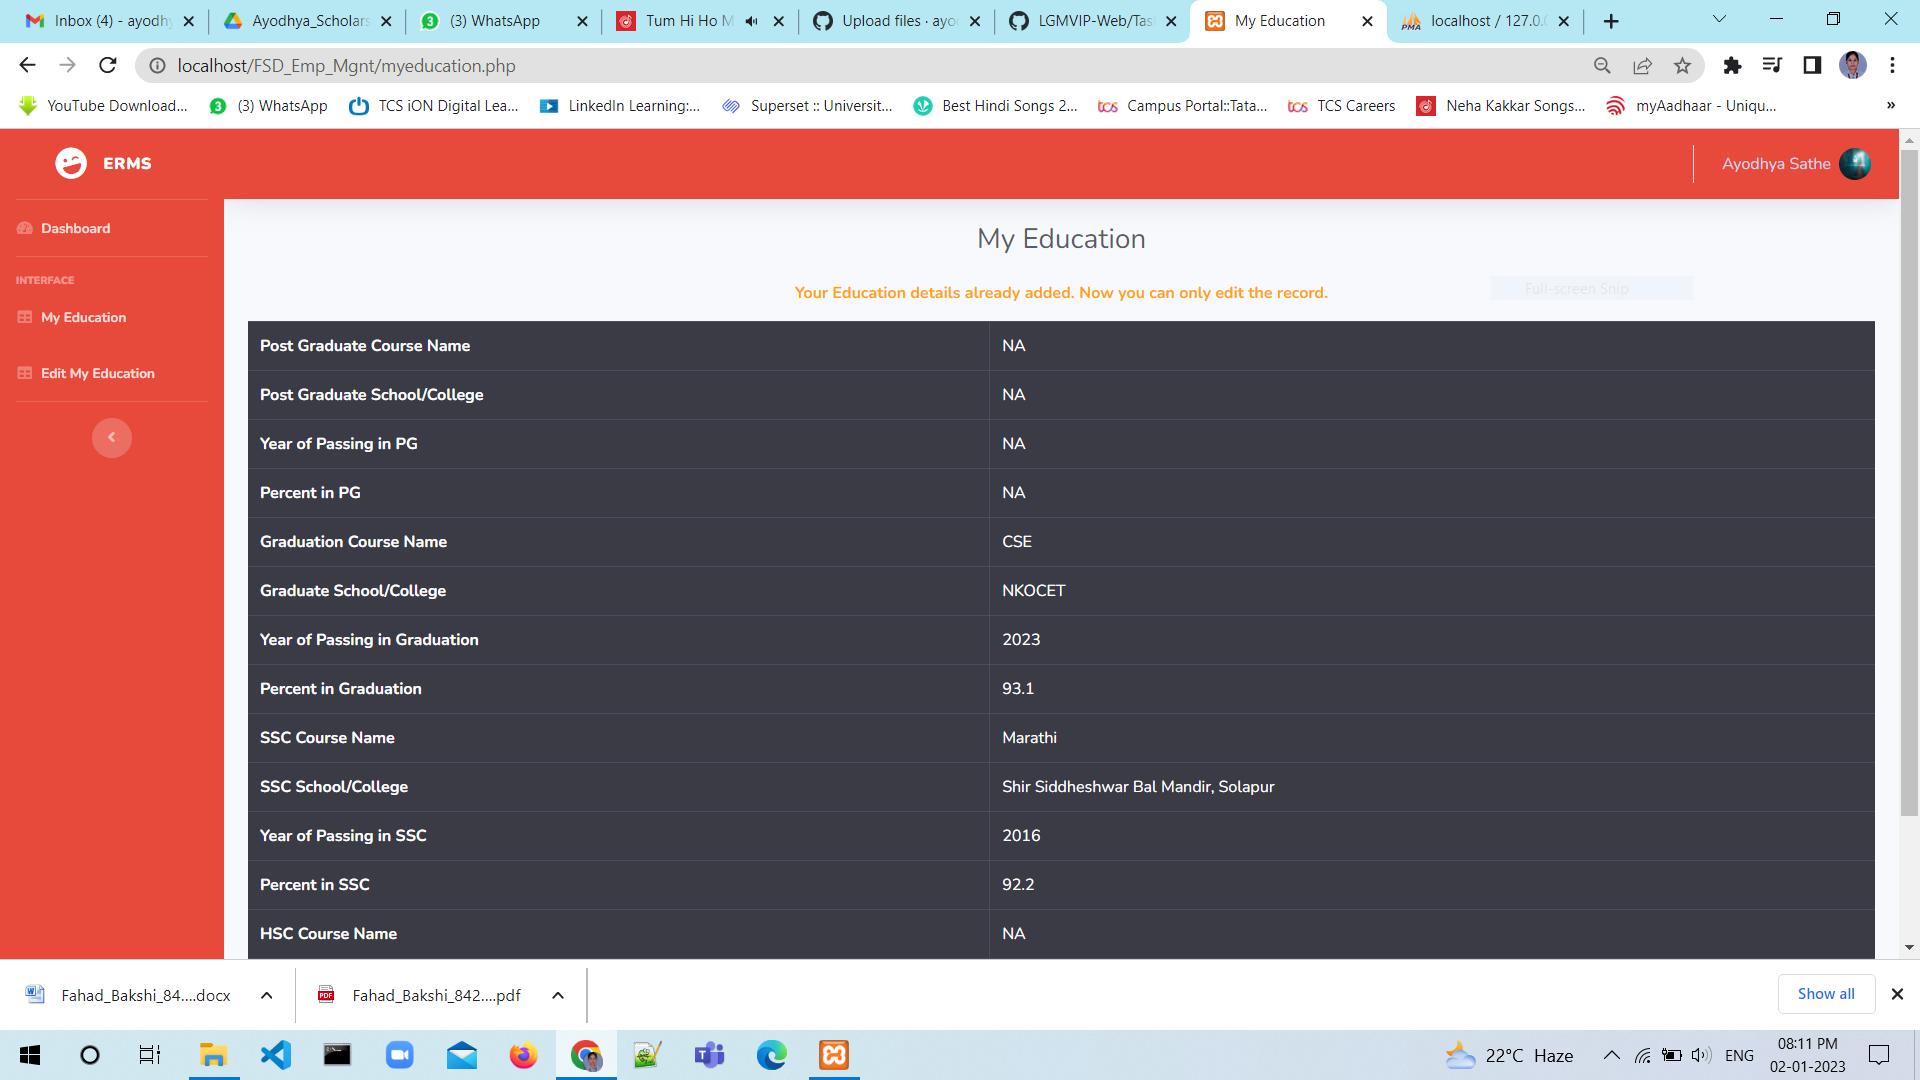 Inbox (4) - ayodhy
Ayodhya_Scholars
3 (3) WhatsApp
Tum Hi Ho M
Upload files · ayo
LGMVIP-Web/Tas
My Education
PMA localhost / 127.0.0
localhost/FSD_Emp_Mgnt/myeducation.php
YouTube Download...
3 (3) WhatsApp
TCS iON Digital Lea...
LinkedIn Learning:...
Superset :: Universit...
Best Hindi Songs 2...
tcs Campus Portal::Tata...
tcs TCS Careers
Neha Kakkar Songs...
myAadhaar - Uniqu...
»
ERMS
Ayodhya Sathe
Dashboard
INTERFACE
My Education
Edit My Education
My Education
Your Education details already added. Now you can only edit the record.
Full-screen Snip
Post Graduate Course Name NA
Post Graduate School/College NA
Year of Passing in PG NA
Percent in PG NA
Graduation Course Name CSE
Graduate School/College NKOCET
Year of Passing in Graduation 2023
Percent in Graduation 93.1
SSC Course Name Marathi
SSC School/College Shir Siddheshwar Bal Mandir, Solapur
Year of Passing in SSC 2016
Percent in SSC 92.2
HSC Course Name NA
Fahad_Bakshi_84....docx
PDF Fahad_Bakshi_842....pdf
Show all
22°C Haze
ENG
08:11 PM
02-01-2023